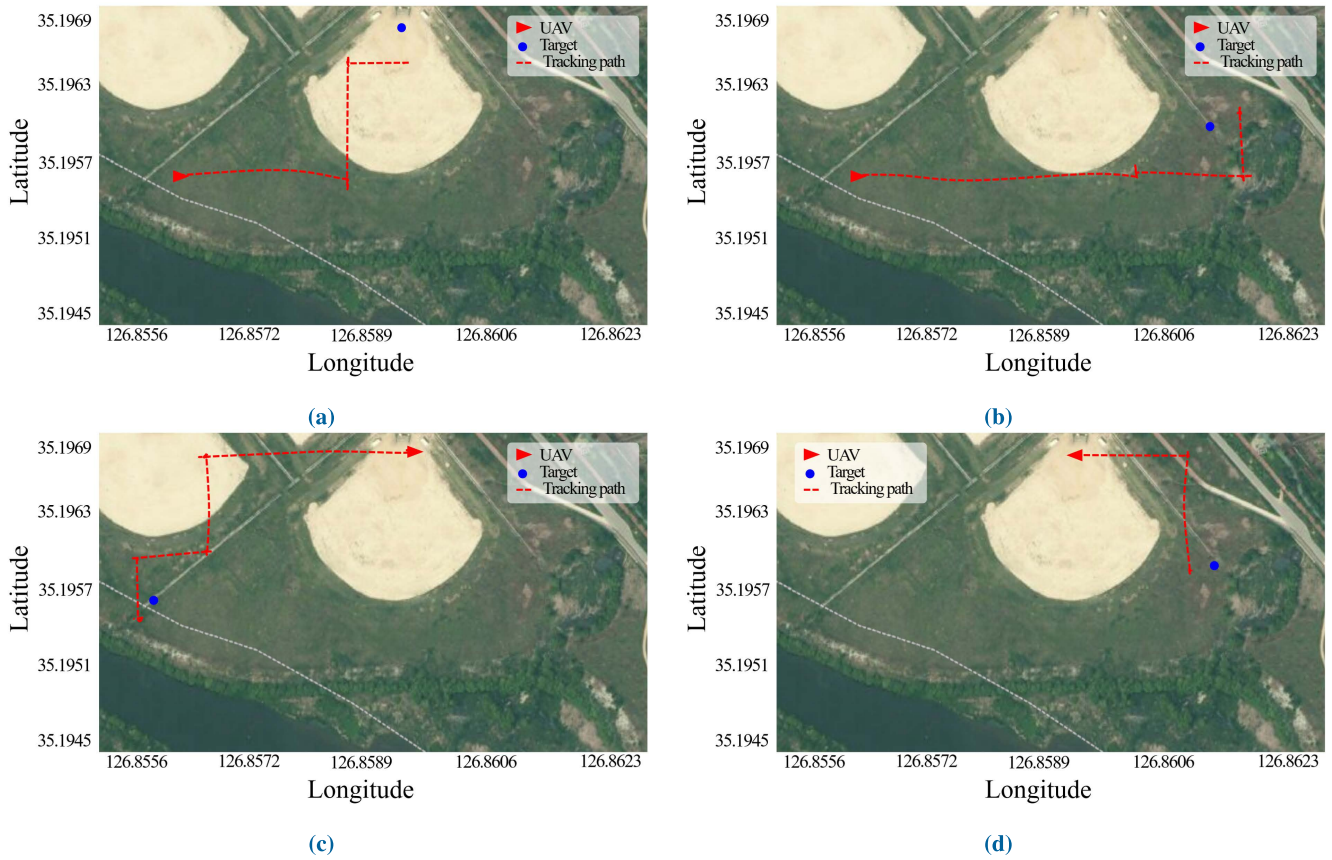 35.1969
35.1963
35.1957
35.1951
35.1945
Latitude
UAV
Target
Tracking path
126.8556 126.8572 126.8589 126.8606 126.8623
Longitude
(a)
35.1969
35.1963
35.1957
35.1951
35.1945
Latitude
UAV
Target
Tracking path
126.8556 126.8572 126.8589 126.8606 126.8623
Longitude
(b)
35.1969
35.1963
35.1957
35.1951
35.1945
Latitude
UAV
Target
Tracking path
126.8556 126.8572 126.8589 126.8606 126.8623
Longitude
(c)
35.1969
35.1963
35.1957
35.1951
35.1945
Latitude
UAV
Target
Tracking path
126.8556 126.8572 126.8589 126.8606 126.8623
Longitude
(d)